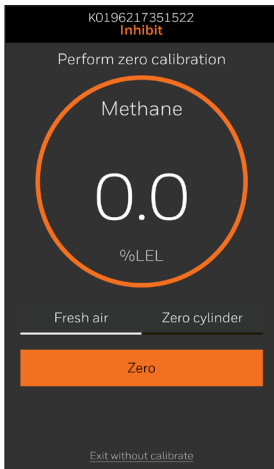 K0196217351522
Inhibit
Perform zero calibration
Methane
0.0
%LEL
Fresh air
Zero cylinder
Zero
Exit without calibrate